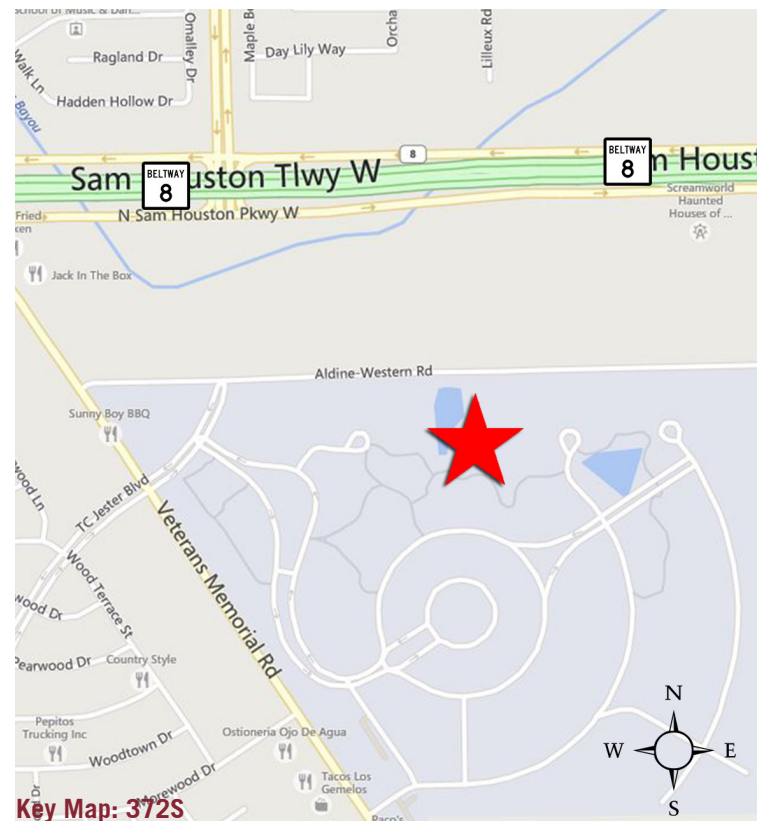 School of Music & Dan...
Ragland Dr
Omalley Dr
Maple
Day Lily Way
Orcha
Lilleux Rd
Walk Ln
Hadden Hollow Dr
Bayou
8
BELTWAY
8
BELTWAY
8
Sam
uston Tlwy W
m Houst
N Sam Houston Pkwy W
Screamworld
Haunted
Houses of ...
Fried
ken
Jack In The Box
Aldine-Western Rd
Sunny Boy BBQ
wood Ln
TC Jester Blvd
Veterans Memorial Rd
Wood Terrace St
wood Dr
Pearwood Dr
Country Style
Pepitos
Trucking Inc
Woodtown Dr
Ostioneria Ojo De Agua
Morewood Dr
Tacos Los
Gemelos
Paco's
N
W
E
S
Key Map: 372S